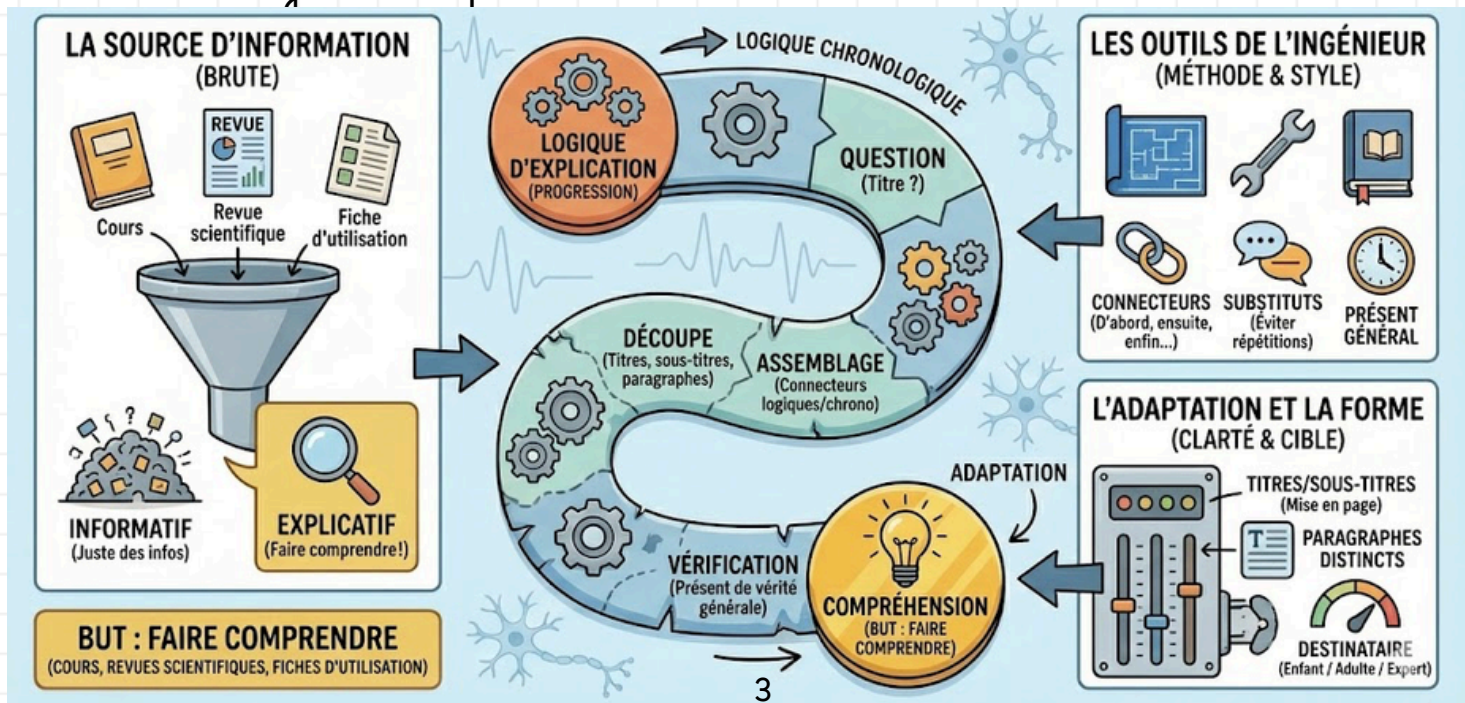 LA SOURCE D'INFORMATION
(BRUTE)
REVUE
Cours
Revue
scientifique
Fiche
d'utilisation
INFORMATIF
(Juste des infos)
EXPLICATIF
(Faire comprendre!)
BUT : FAIRE COMPRENDRE
(COURS, REVUES SCIENTIFIQUES, FICHES D'UTILISATION)
LOGIQUE
D'EXPLICATION
(PROGRESSION)
LOGIQUE CHRONOLOGIQUE
QUESTION
(Titre ?)
DÉCOUPE
(Titres, sous-titres,
paragraphes)
ASSEMBLAGE
(Connecteurs
logiques/chrono)
VÉRIFICATION
(Présent de vérité
générale)
ADAPTATION
COMPRÉHENSION
(BUT : FAIRE
COMPRENDRE)
LES OUTILS DE L'INGÉNIEUR
(MÉTHODE & STYLE)
CONNECTEURS
(D'abord, ensuite,
enfin...)
SUBSTITUTS
(Éviter
répétitions)
PRÉSENT
GÉNÉRAL
L'ADAPTATION ET LA FORME
(CLARTÉ & CIBLE)
TITRES/SOUS-TITRES
(Mise en page)
T
PARAGRAPHES
DISTINCTS
DESTINATAIRE
(Enfant / Adulte / Expert)
3